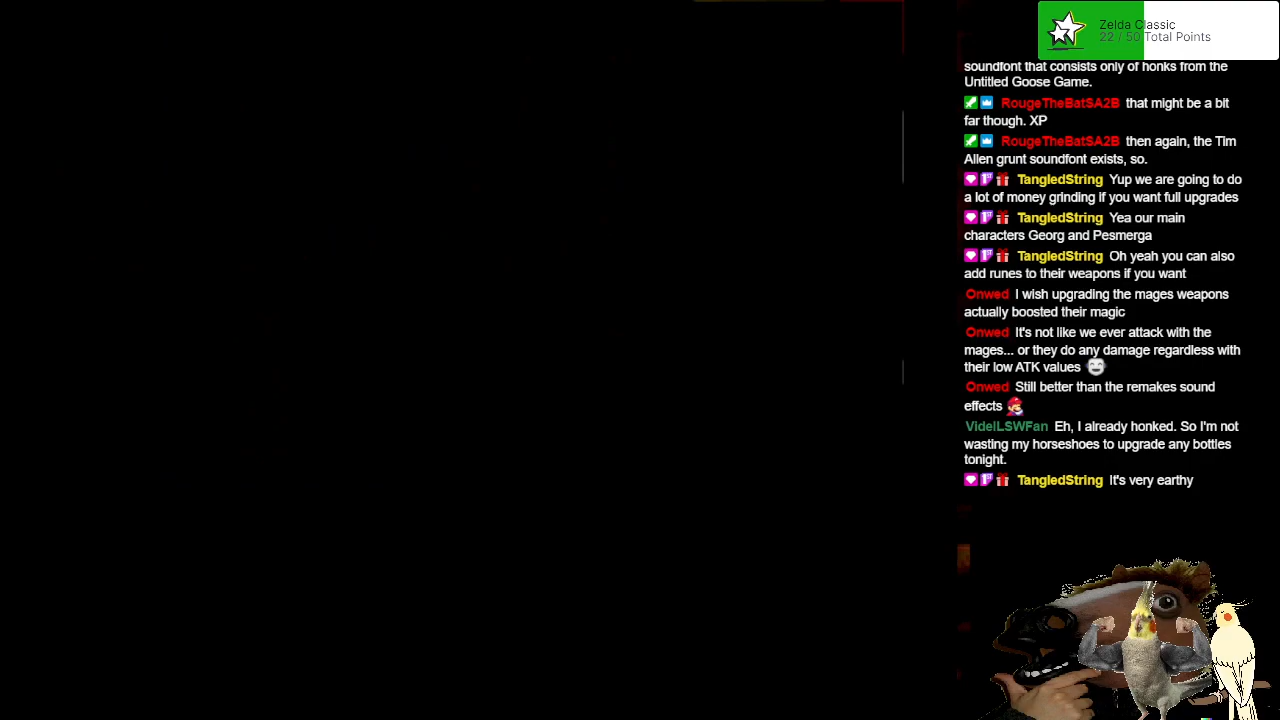 Zelda Classic
22 / 50 Total Points
soundfont that consists only of honks from the
Untitled Goose Game.
RougeTheBatSA2B that might be a bit
far though. XP
RougeTheBatSA2B then again, the Tim
Allen grunt soundfont exists, so.
TangledString Yup we are going to do
a lot of money grinding if you want full upgrades
TangledString Yea our main
characters Georg and Pesmerga
TangledString Oh yeah you can also
add runes to their weapons if you want
Onwed I wish upgrading the mages weapons
actually boosted their magic
Onwed It's not like we ever attack with the
mages... or they do any damage regardless with
their low ATK values
Onwed Still better than the remakes sound
effects
VidelLSWFan Eh, I already honked. So I'm not
wasting my horseshoes to upgrade any bottles
tonight.
TangledString It's very earthy